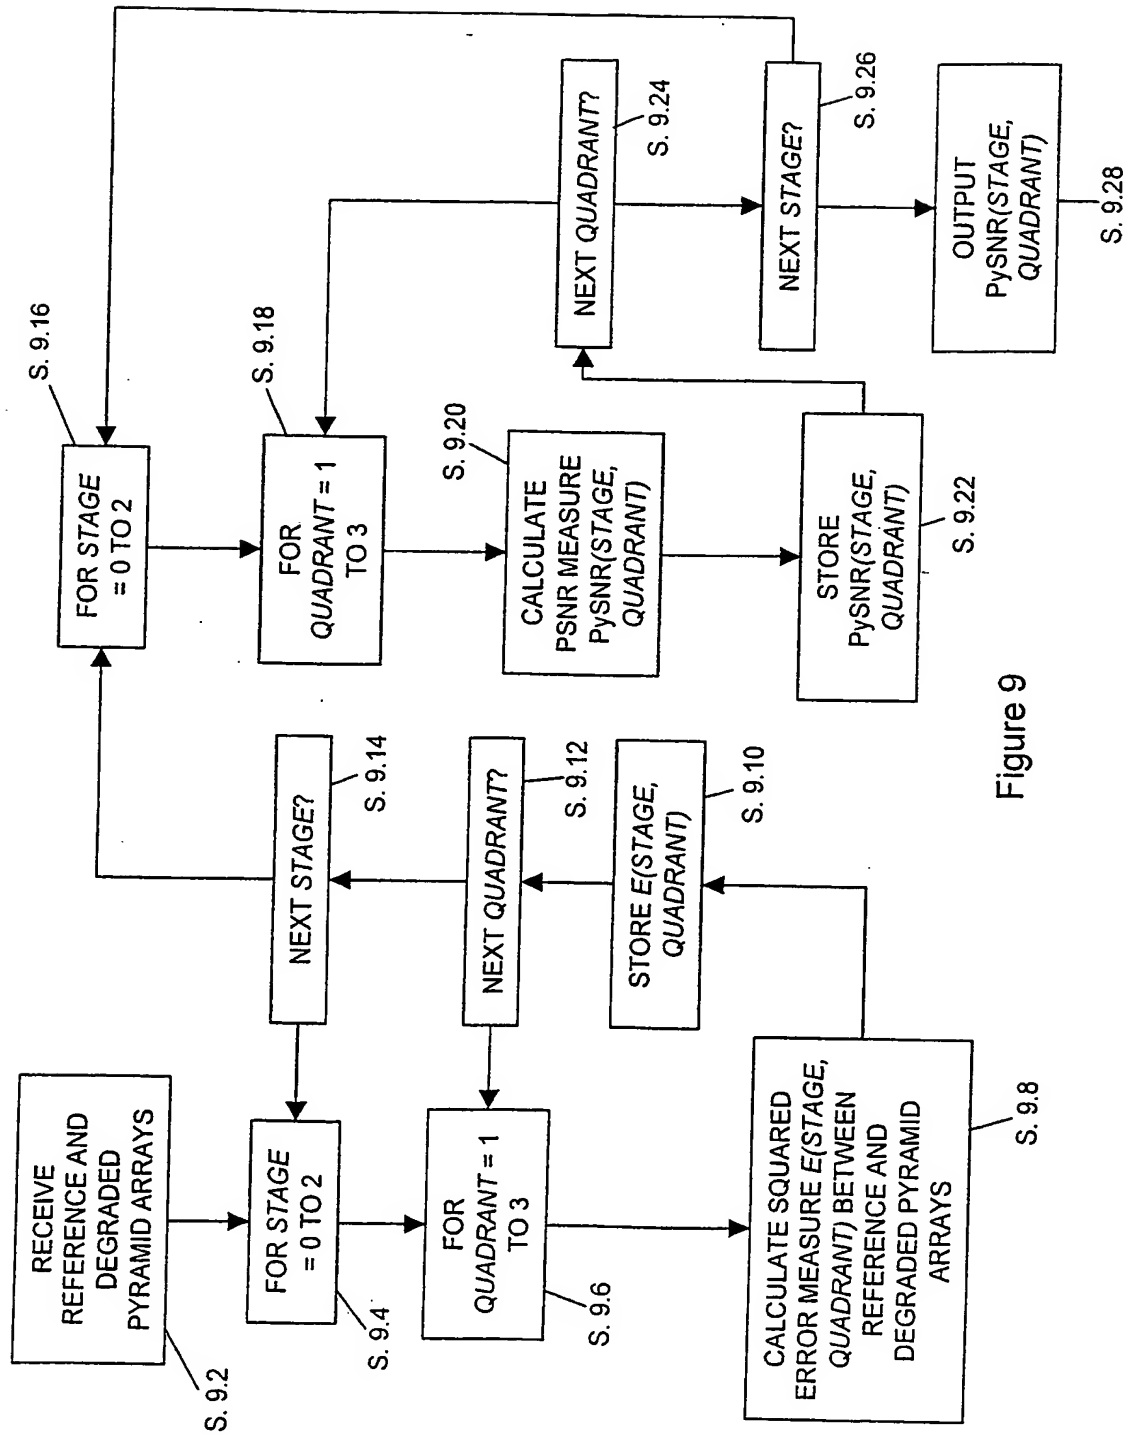 RECEIVE
REFERENCE AND
DEGRADED
PYRAMID ARRAYS
S. 9.2
FOR STAGE
= 0 TO 2
S. 9.4
FOR
QUADRANT = 1
TO 3
S. 9.6
CALCULATE SQUARED
ERROR MEASURE E(STAGE,
QUADRANT) BETWEEN
REFERENCE AND
DEGRADED PYRAMID
ARRAYS
S. 9.8
STORE E(STAGE,
QUADRANT)
S. 9.10
NEXT QUADRANT?
S. 9.12
NEXT STAGE?
S. 9.14
FOR STAGE
= 0 TO 2
S. 9.16
FOR
QUADRANT = 1
TO 3
S. 9.18
CALCULATE
PSNR MEASURE
PySNR(STAGE,
QUADRANT)
S. 9.20
STORE
PySNR(STAGE,
QUADRANT)
S. 9.22
NEXT QUADRANT?
S. 9.24
NEXT STAGE?
S. 9.26
OUTPUT
PySNR(STAGE,
QUADRANT)
S. 9.28
Figure 9